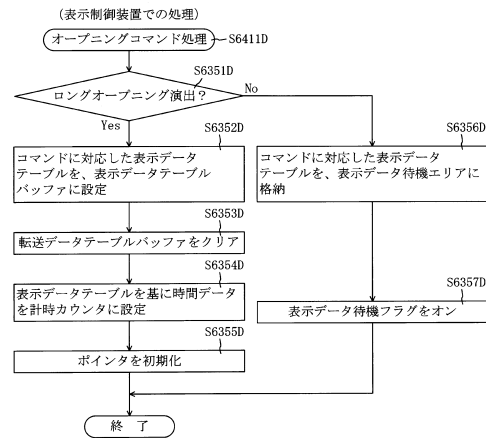 (表示制御装置での処理)
オープニングコマンド処理
S6411D
S6351D
ロングオープニング演出?
No
Yes
S6352D
コマンドに対応した表示データ
テーブルを、表示データテーブル
バッファに設定
S6353D
転送データテーブルバッファをクリア
S6354D
表示データテーブルを基に時間データ
を計時カウンタに設定
S6355D
ポインタを初期化
S6356D
コマンドに対応した表示データ
テーブルを、表示データ待機エリアに
格納
S6357D
表示データ待機フラグをオン
終 了